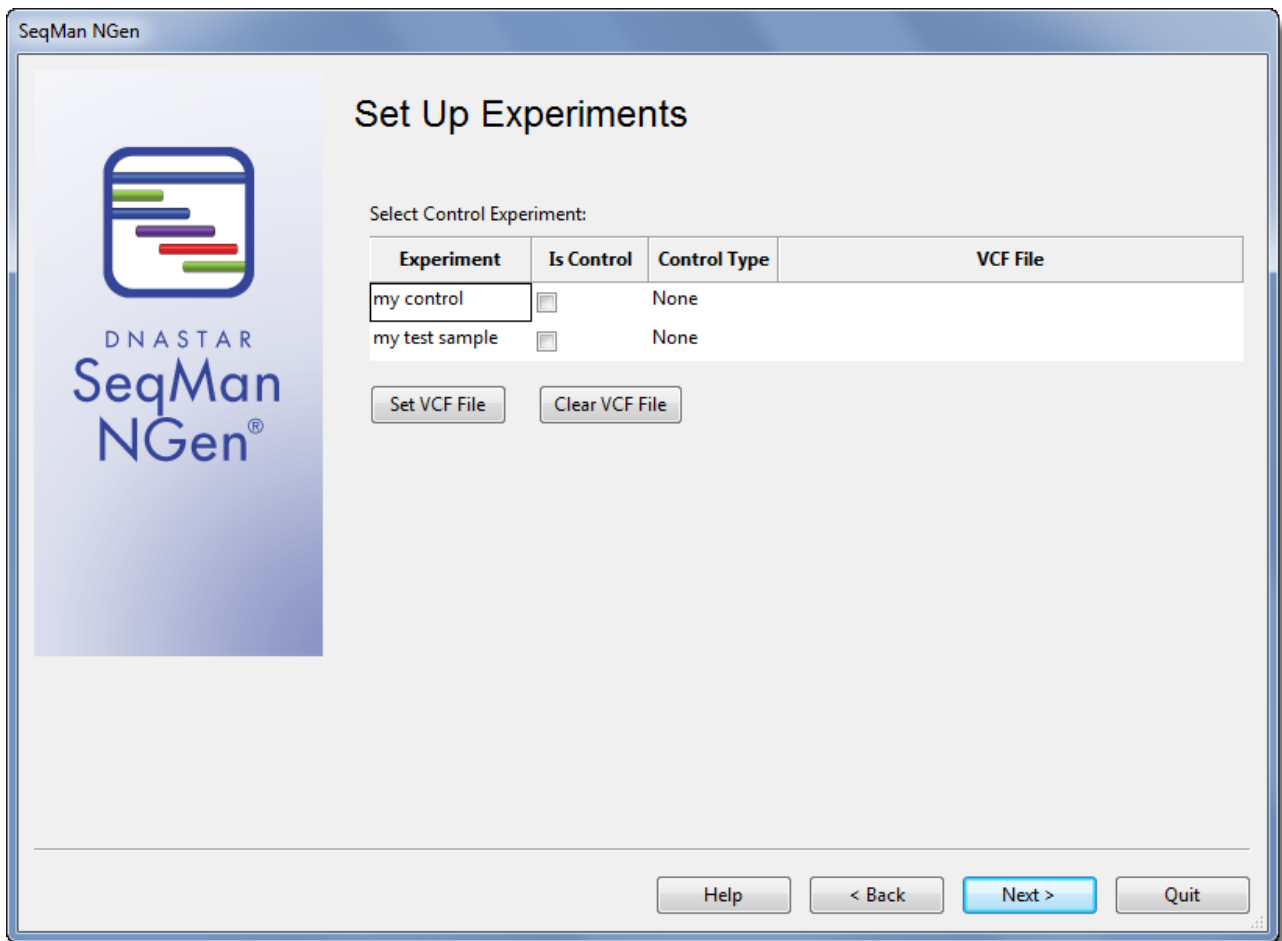 SeqMan NGen
DNASTAR
SeqMan
NGen®
Set Up Experiments
Select Control Experiment:
Experiment Is Control Control Type VCF File
my control None
my test sample None
Set VCF File Clear VCF File
Help < Back Next > Quit